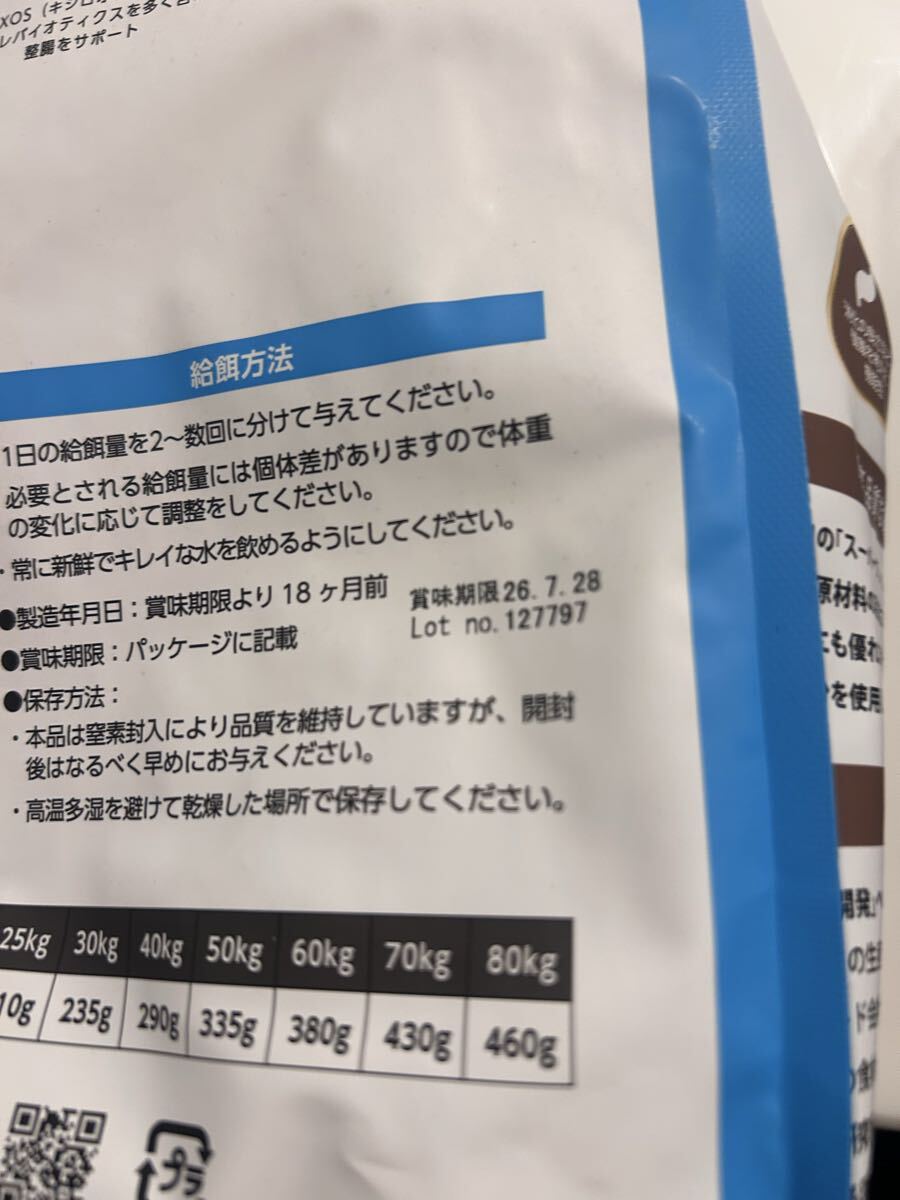 XOS（キシロ
レバイオティクスを多く
整腸をサポート
給餌方法
1日の給餌量を2〜数回に分けて与えてください。
必要とされる給餌量には個体差がありますので体重
の変化に応じて調整をしてください。
・常に新鮮でキレイな水を飲めるようにしてください。
●製造年月日：賞味期限より 18 ヶ月前
●賞味期限：パッケージに記載
賞味期限26.7.28
Lot no.127797
●保存方法：
・本品は窒素封入により品質を維持していますが、開封
後はなるべく早めにお与えください。
・高温多湿を避けて乾燥した場所で保存してください。
25kg 30kg 40kg 50kg 60kg 70kg 80kg
10g 235g 290g 335g 380g 430g 460g
プラ
の「スー
原材料
にも優れ
を使用
開発」
の生